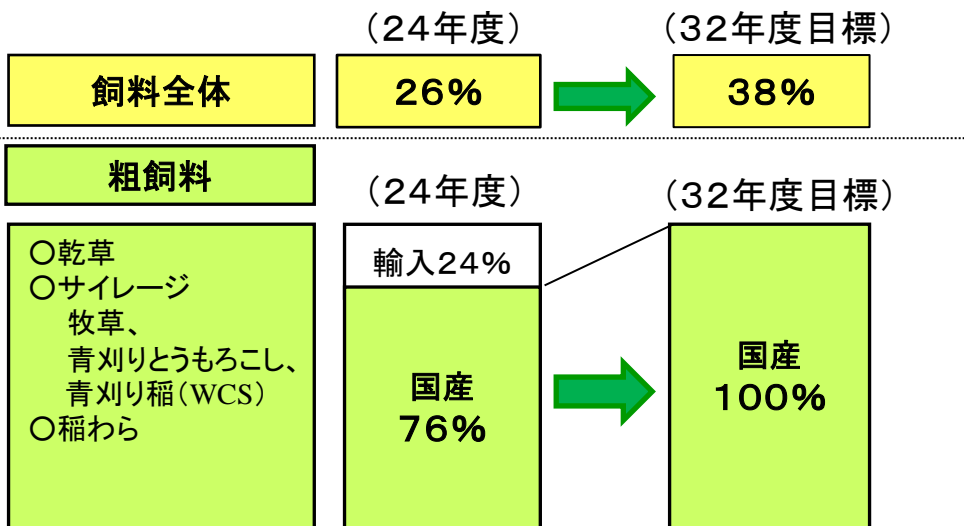 （２４年度）
（３２年度目標）
飼料全体
２６％
３８％
粗飼料
（２４年度）
（３２年度目標）
〇乾草
〇サイレージ
牧草、
青刈りとうもろこし、
青刈り稲（WCS）
〇稲わら
輸入２４％
国産
７６％
国産
１００％